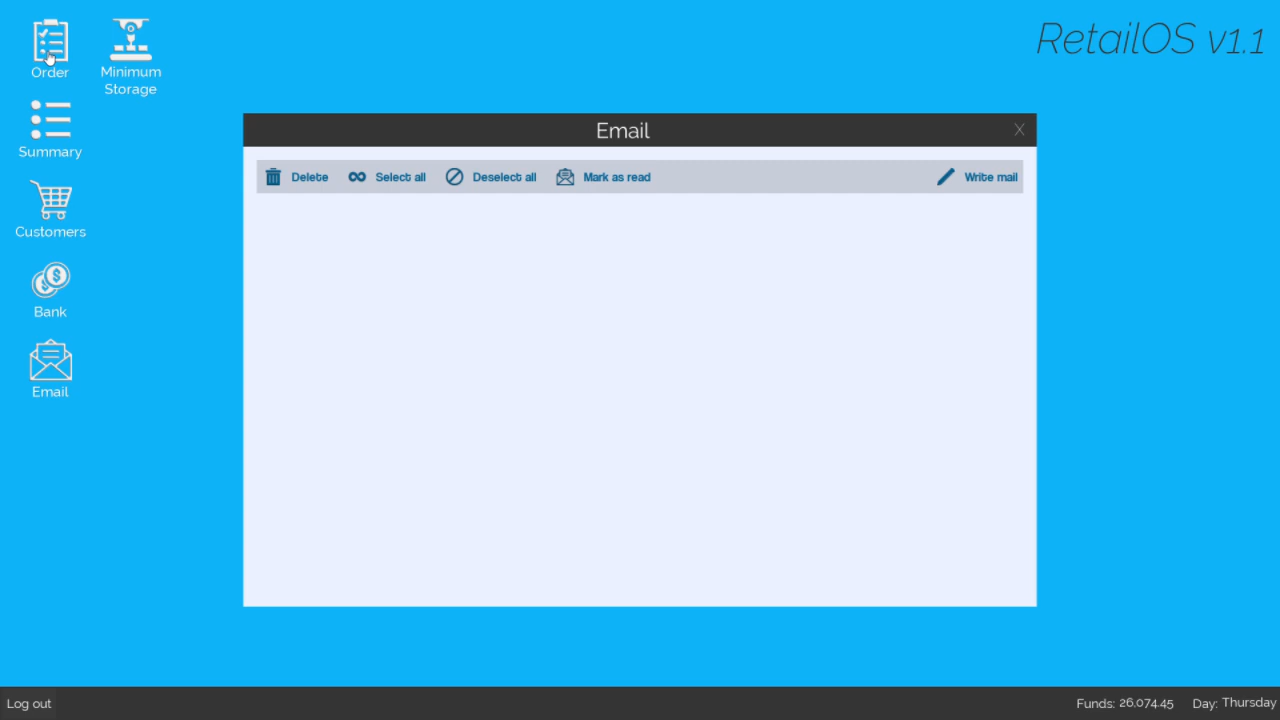 RetailOS v1.1
Order
Minimum
Storage
Summary
Customers
Bank
Email
Email
X
Delete
Select all
Deselect all
Mark as read
Write mail
Log out
Funds: 26,074.45
Day: Thursday